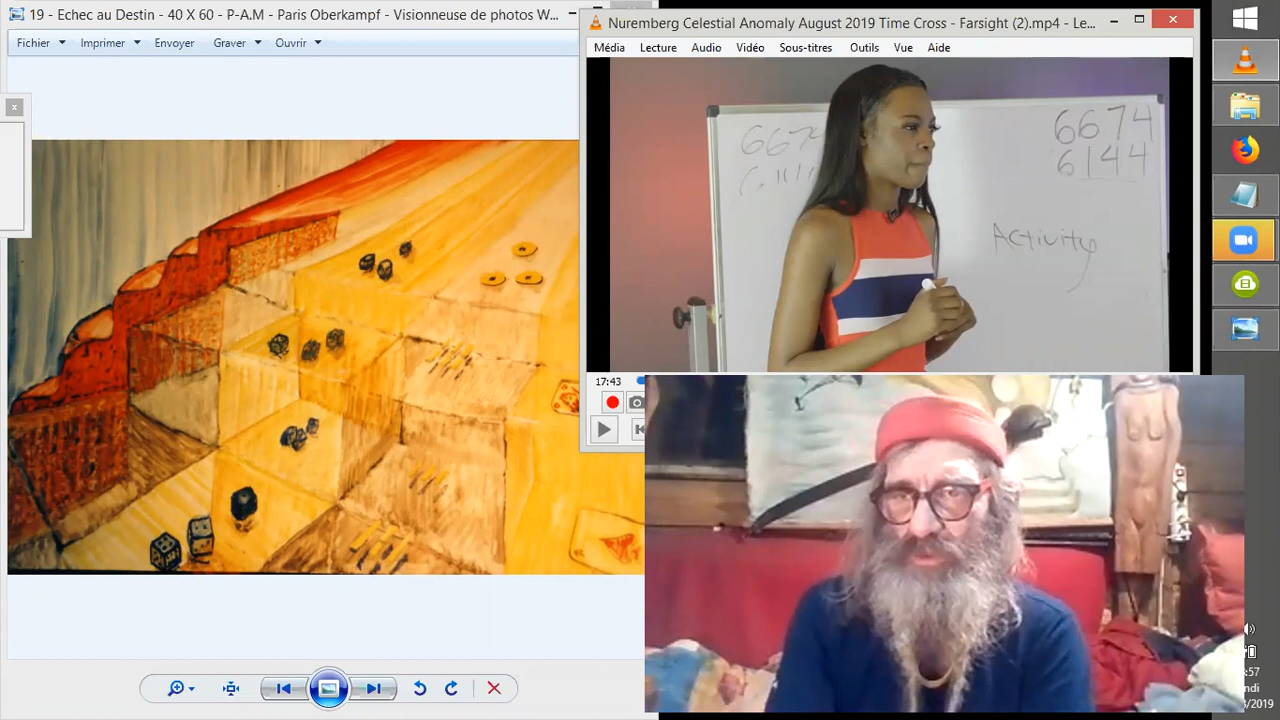 19 - Echec au Destin - 40 X 60 - P-A-M - Paris Oberkampf - Visionneuse de photos W...
Fichier Imprimer Envoyer Graver Ouvrir
x
Nuremberg Celestial Anomaly August 2019 Time Cross - Farsight (2).mp4 - Le...
Média Lecture Audio Vidéo Sous-titres Outils Vue Aide
6674
6144
Activity
17:43